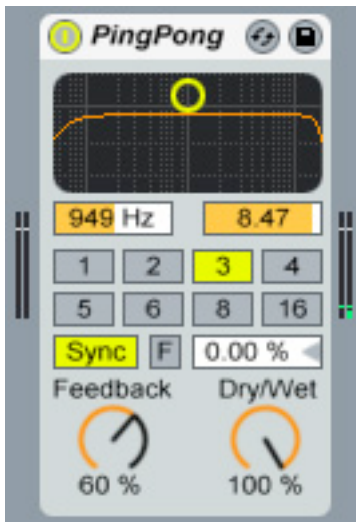 PingPong
949 Hz 8.47
1 2 3 4
5 6 8 16
Sync F 0.00 %
Feedback Dry/Wet
60 % 100 %